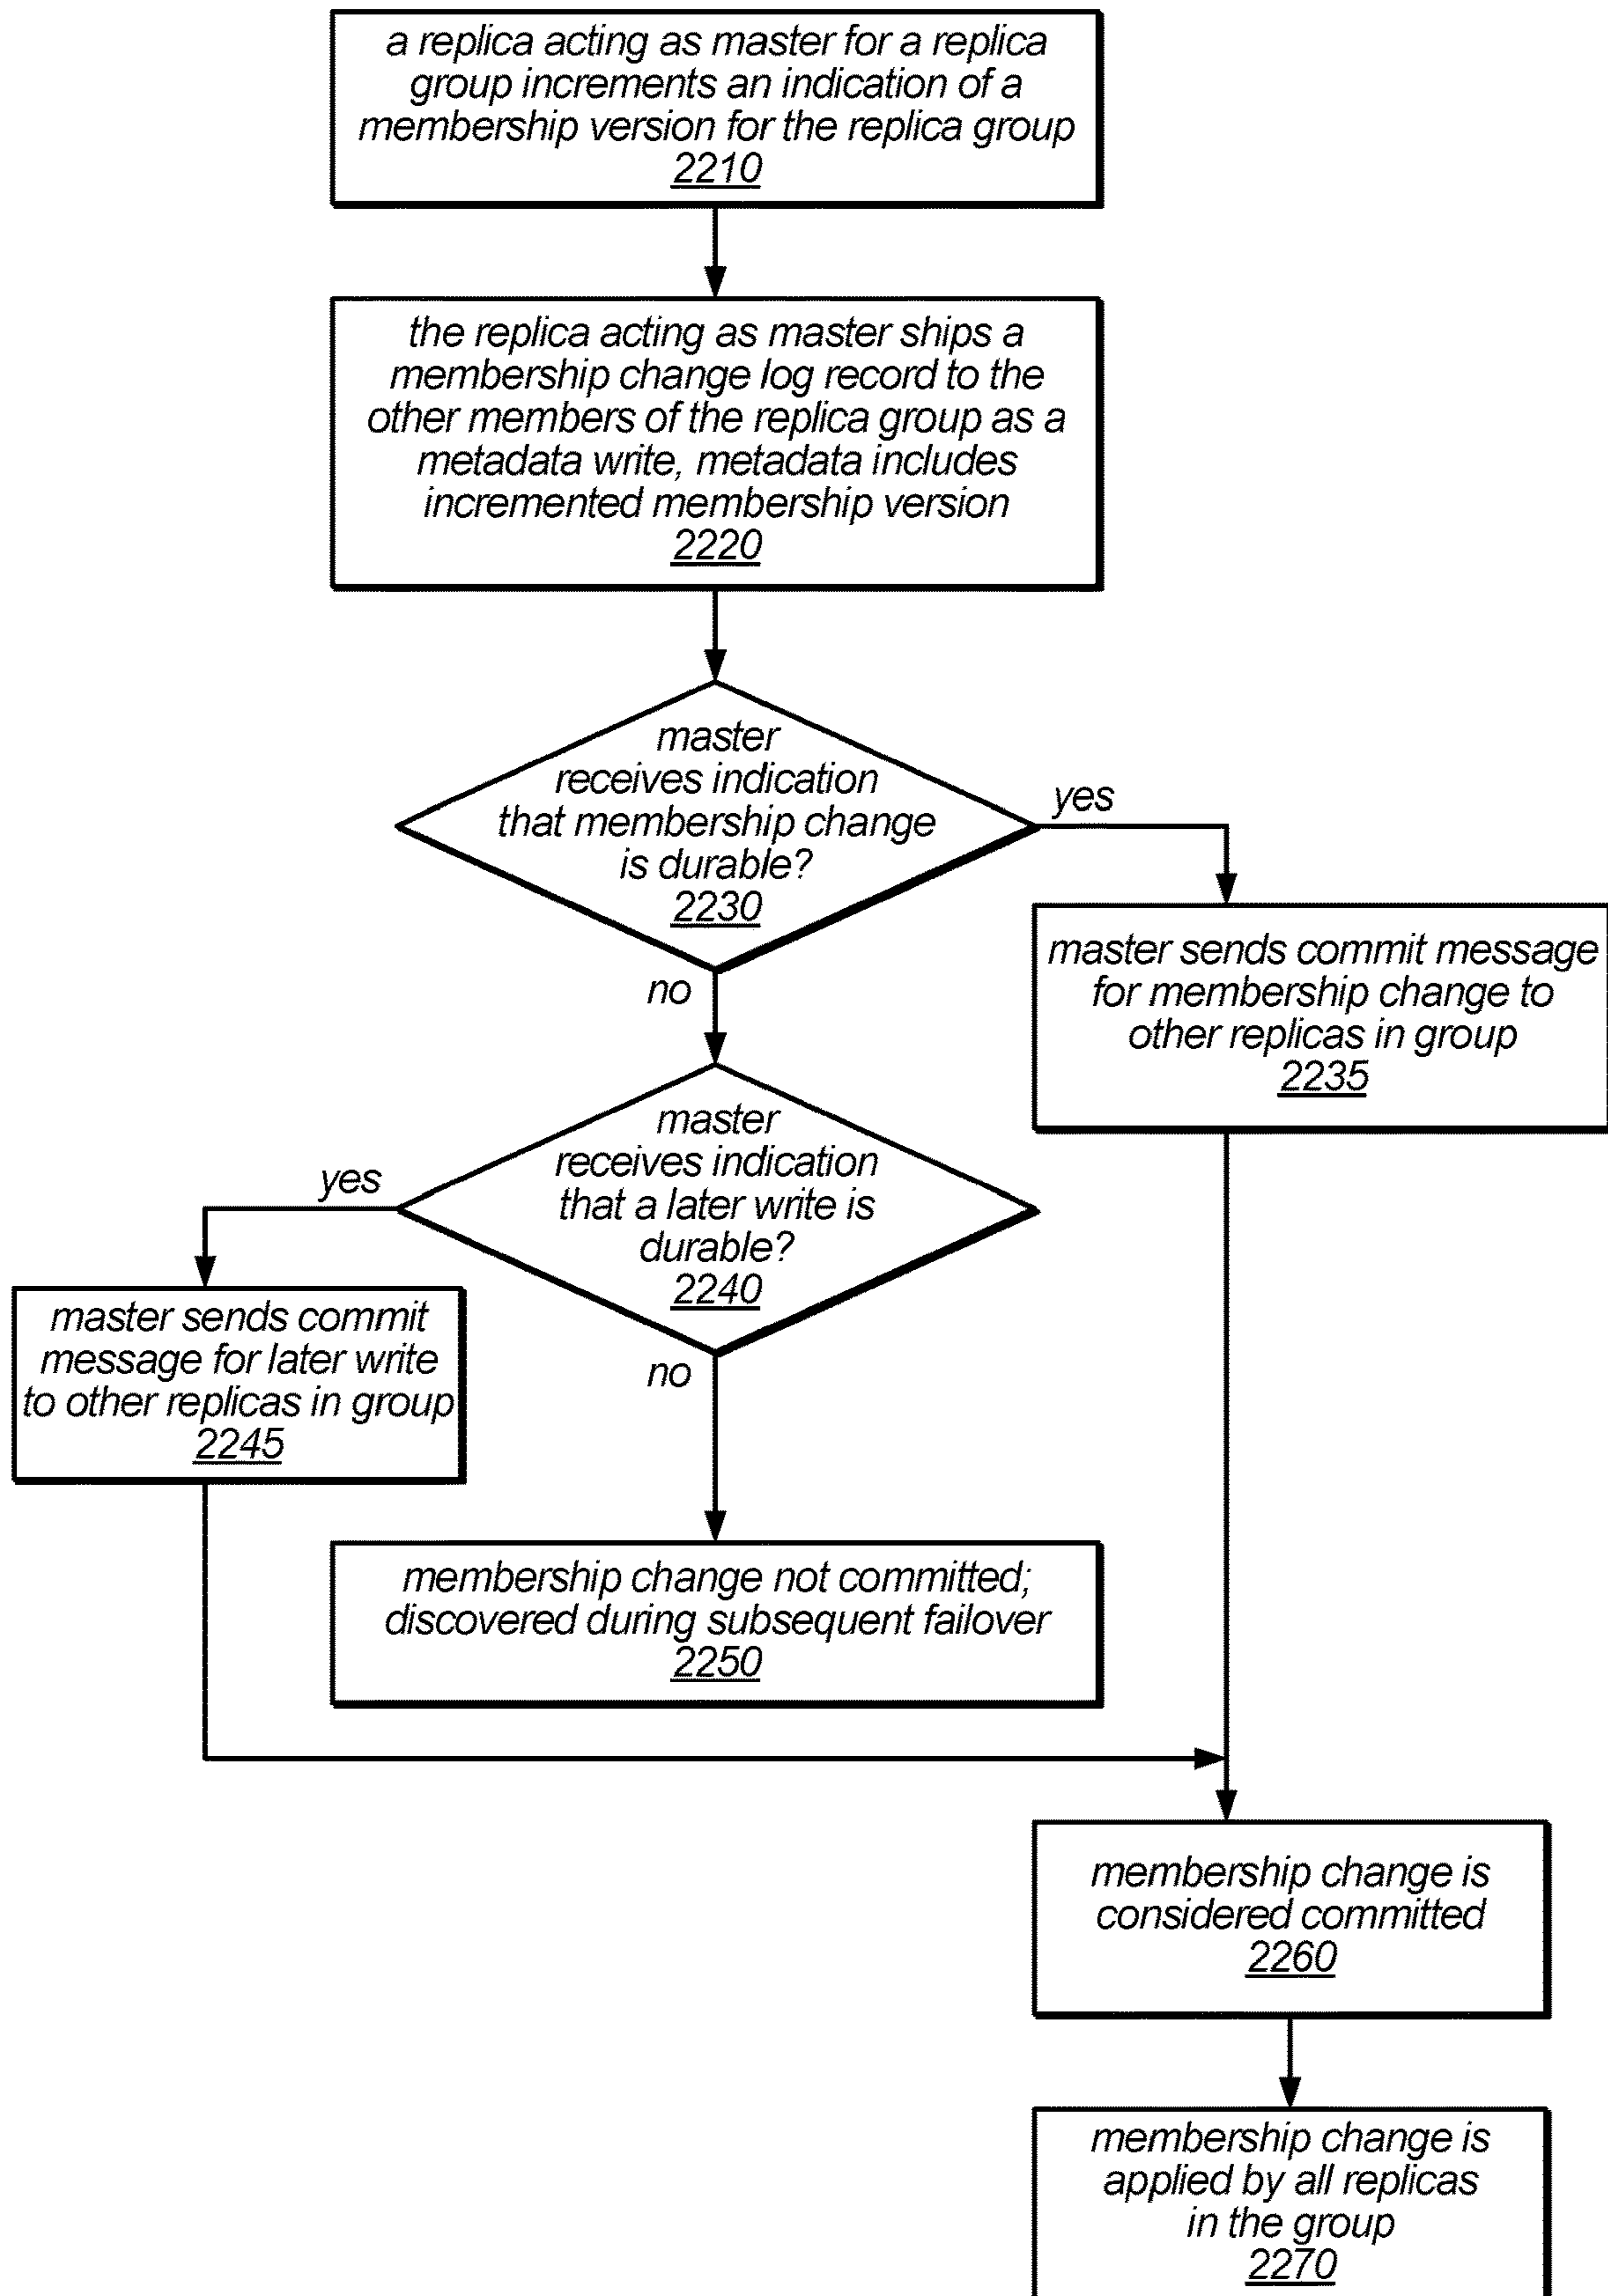 a replica acting as master for a replica
group increments an indication of a
membership version for the replica group
2210
the replica acting as master ships a
membership change log record to the
other members of the replica group as a
metadata write, metadata includes
incremented membership version
2220
master
receives indication
that membership change
is durable?
2230
yes
no
master sends commit message
for membership change to
other replicas in group
2235
master
receives indication
that a later write is
durable?
2240
yes
no
master sends commit
message for later write
to other replicas in group
2245
membership change not committed;
discovered during subsequent failover
2250
membership change is
considered committed
2260
membership change is
applied by all replicas
in the group
2270